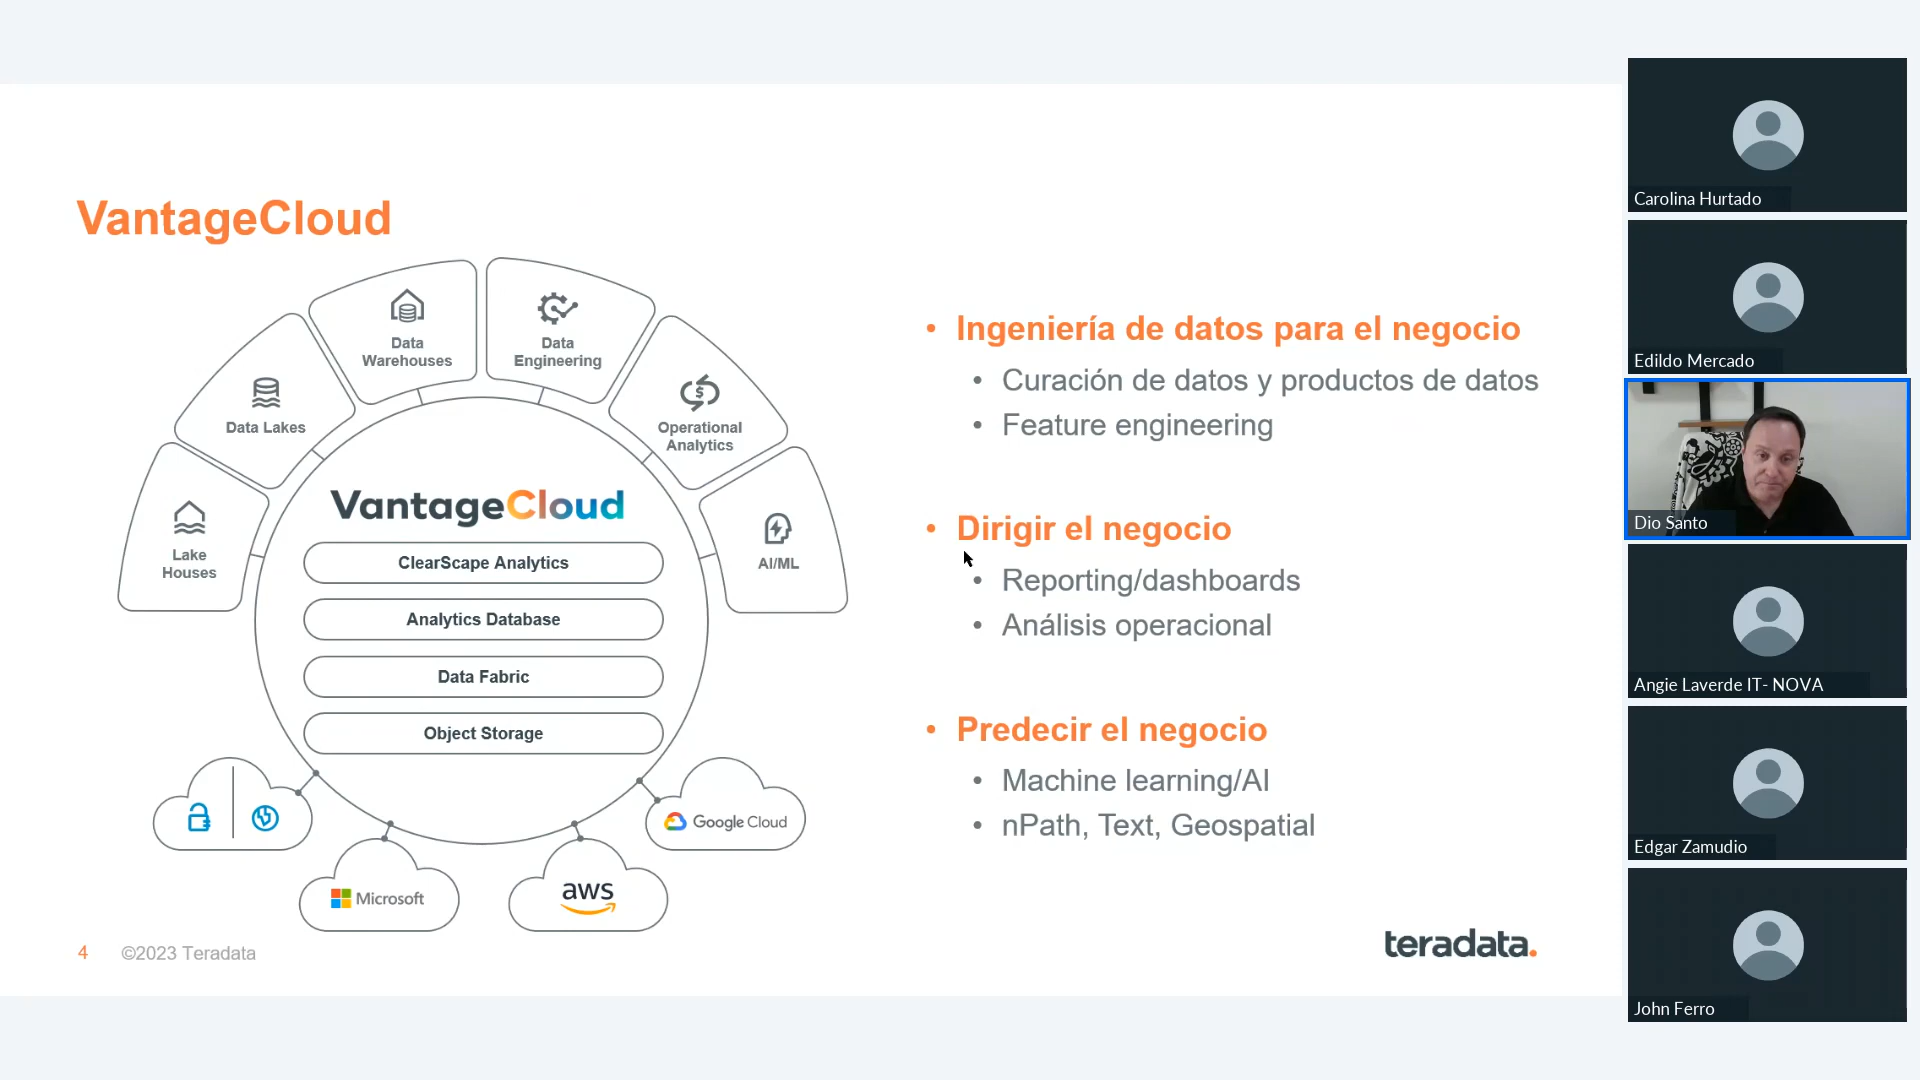 VantageCloud
Data
Warehouses
Data
Engineering
Data Lakes
Operational
Analytics
Lake
Houses
AI/ML
VantageCloud
ClearScape Analytics
Analytics Database
Data Fabric
Object Storage
Google Cloud
Microsoft
aws
• Ingeniería de datos para el negocio
• Curación de datos y productos de datos
• Feature engineering
• Dirigir el negocio
• Reporting/dashboards
• Análisis operacional
• Predecir el negocio
• Machine learning/AI
• nPath, Text, Geospatial
4 ©2023 Teradata
teradata.
Carolina Hurtado
Edildo Mercado
Dio Santo
Angie Laverde IT- NOVA
Edgar Zamudio
John Ferro